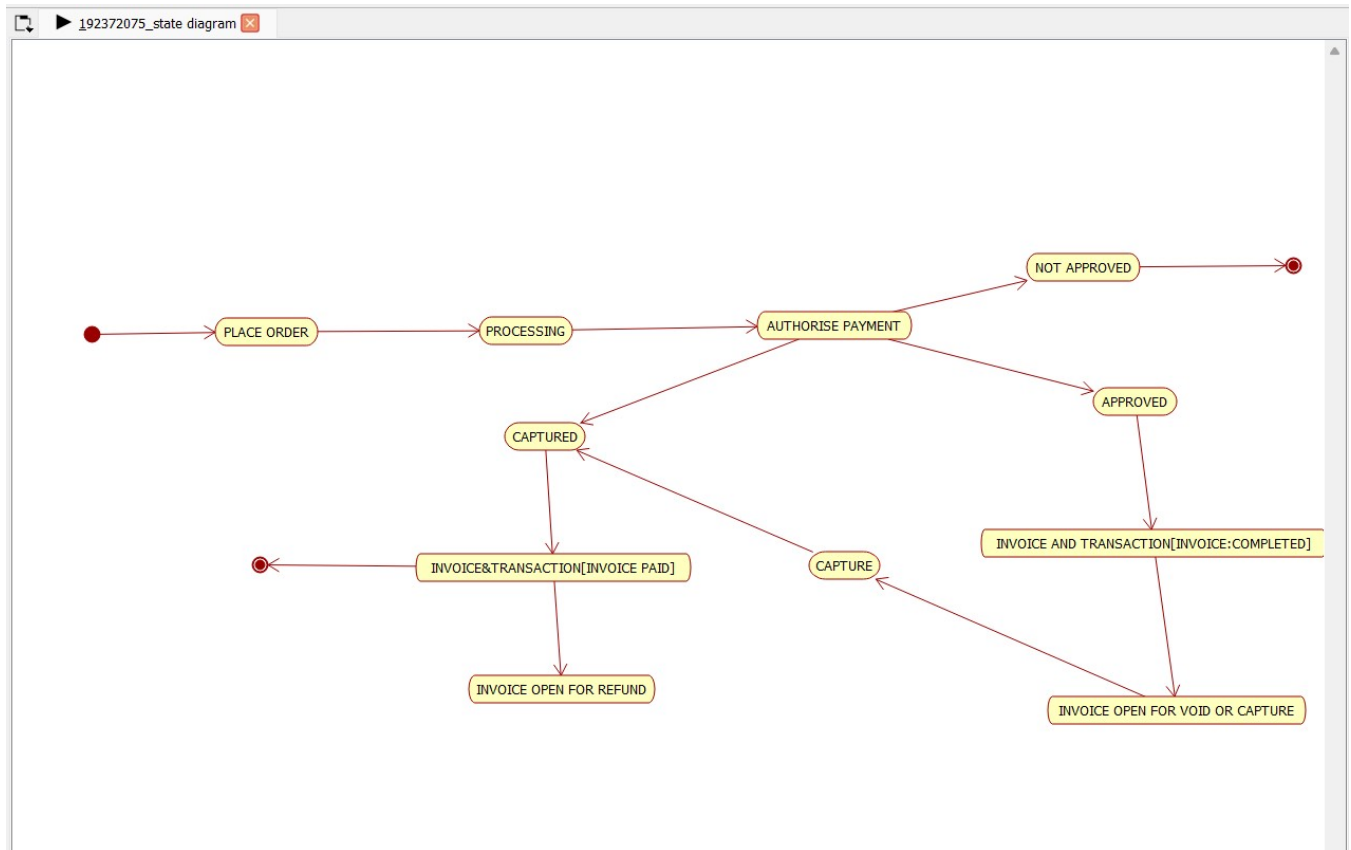 192372075_state diagram
NOT APPROVED
PLACE ORDER
PROCESSING
AUTHORISE PAYMENT
APPROVED
CAPTURED
INVOICE AND TRANSACTION[INVOICE:COMPLETED]
INVOICE&TRANSACTION[INVOICE PAID]
CAPTURE
INVOICE OPEN FOR REFUND
INVOICE OPEN FOR VOID OR CAPTURE